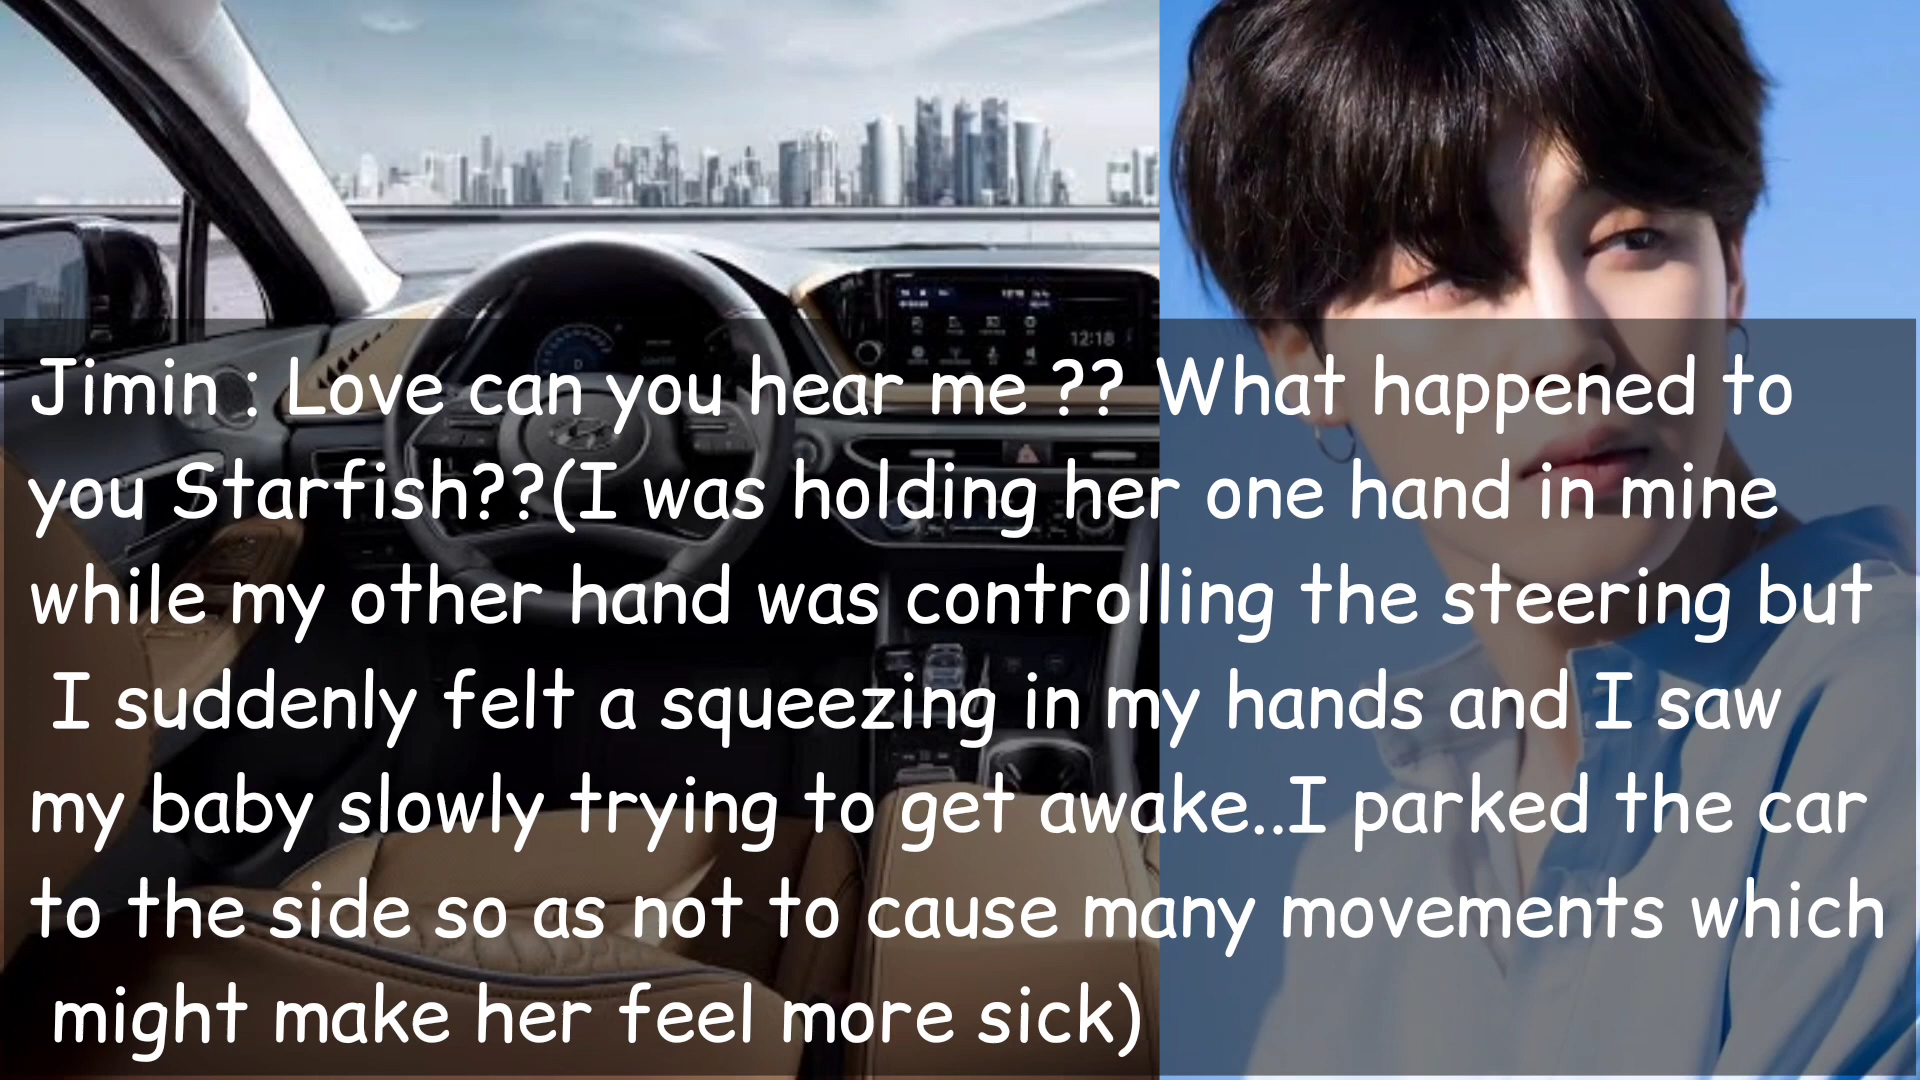 Jimin : Love can you hear me ?? What happened to
you Starfish??(I was holding her one hand in mine
while my other hand was controlling the steering but
I suddenly felt a squeezing in my hands and I saw
my baby slowly trying to get awake..I parked the car
to the side so as not to cause many movements which
might make her feel more sick)
12:18
D